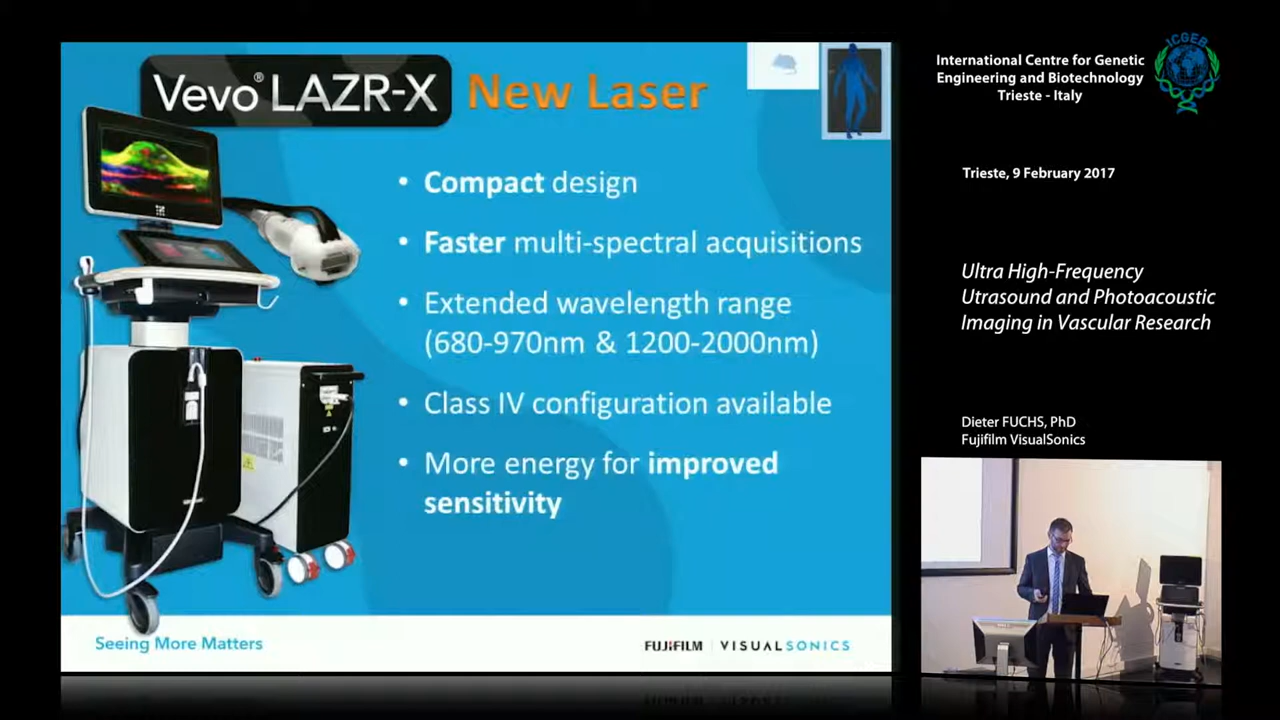 Vevo® LAZR-X New Laser
• Compact design
• Faster multi-spectral acquisitions
• Extended wavelength range
(680-970nm & 1200-2000nm)
• Class IV configuration available
• More energy for improved
sensitivity
Seeing More Matters
FUJIFILM | VISUALSONICS
International Centre for Genetic
Engineering and Biotechnology
Trieste - Italy
ICGEB
Trieste, 9 February 2017
Ultra High-Frequency
Utrasound and Photoacoustic
Imaging in Vascular Research
Dieter FUCHS, PhD
Fujifilm VisualSonics